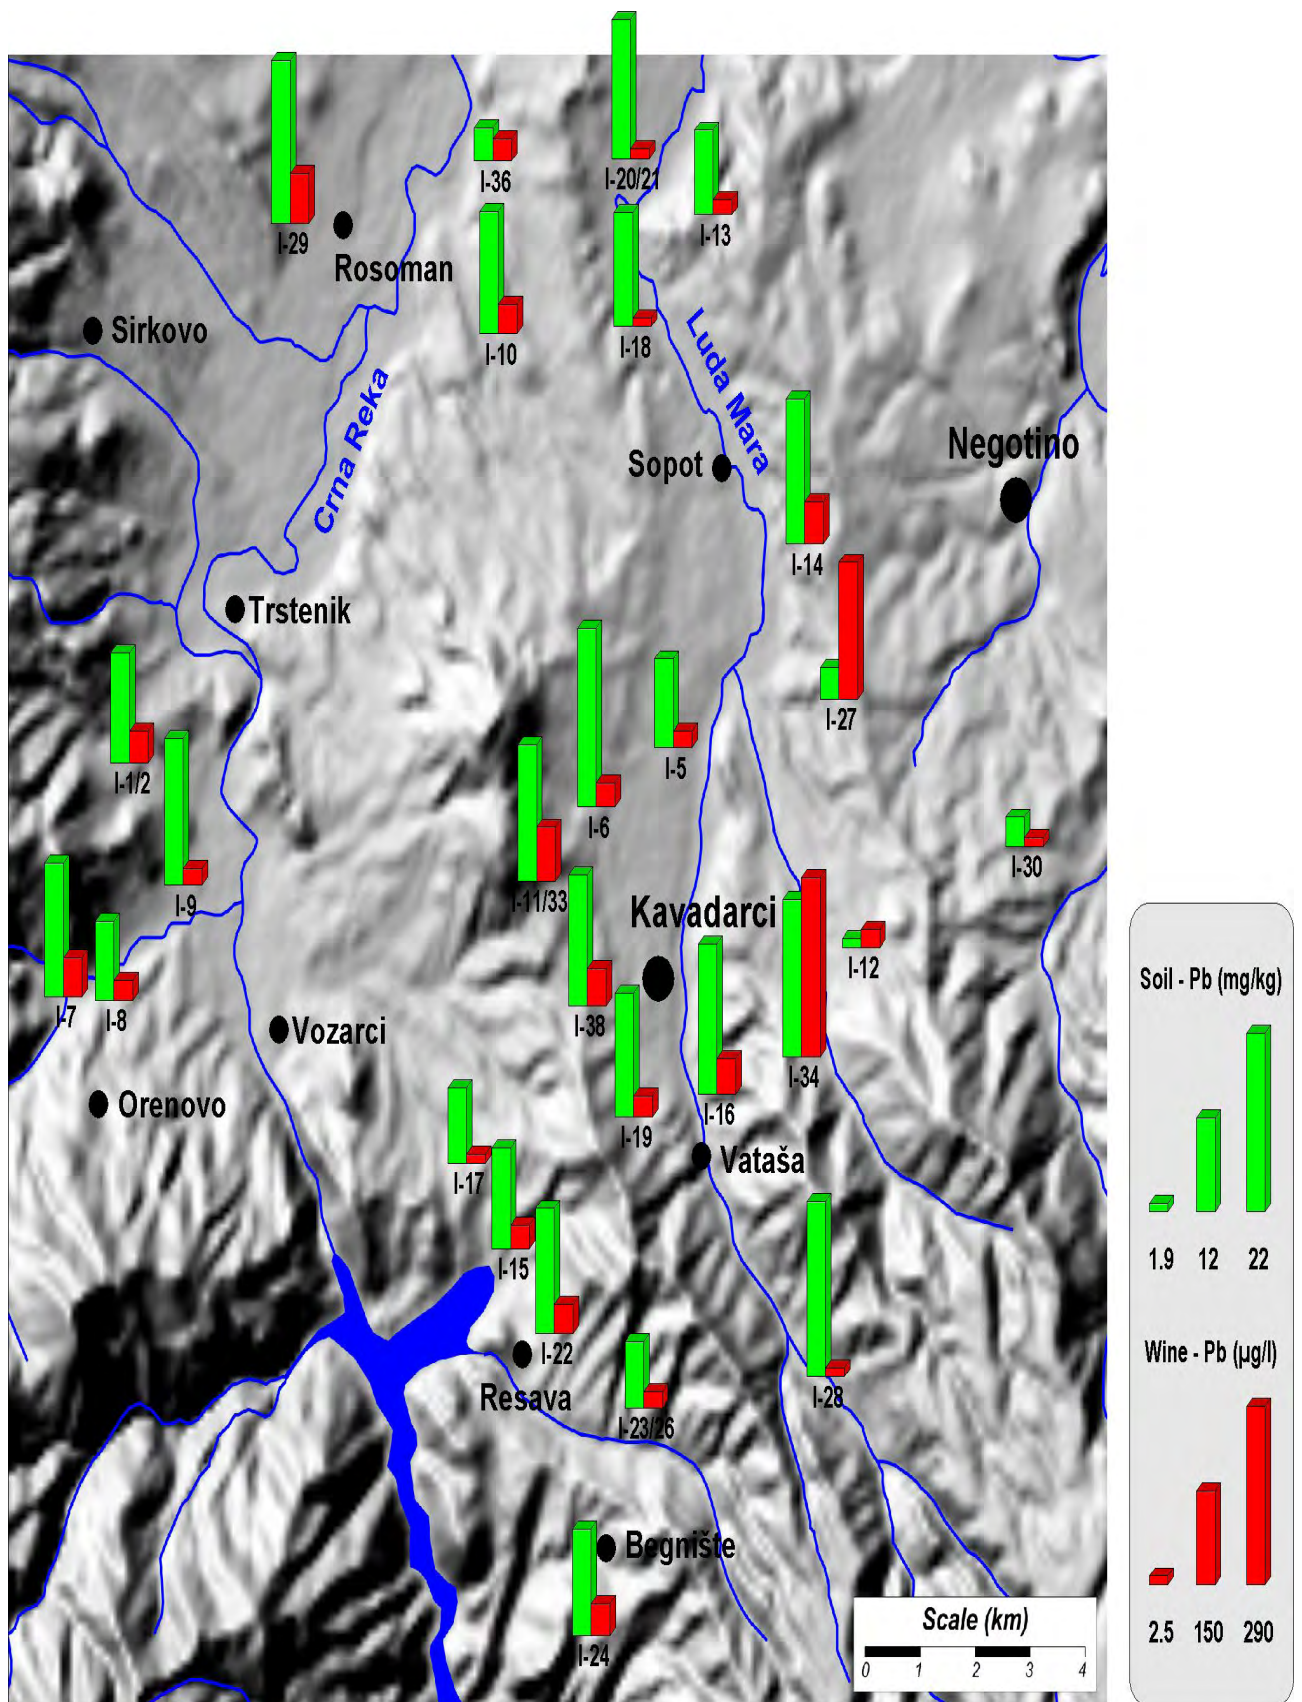 I-20/21
I-36
I-29
I-13
Rosoman
Sirkovo
I-10
I-18
Luda Mara
Crna Reka
Negotino
Sopot
I-14
Trstenik
I-27
I-5
I-1/2
I-6
I-30
I-9
I-11/33
Kavadarci
I-12
I-7
I-8
I-38
Vozarci
I-34
I-16
Orenovo
I-19
Vataša
I-17
I-15
I-22
Resava
I-28
I-23/26
Begnište
I-24
Scale (km)
0 1 2 3 4
Soil - Pb (mg/kg)
1.9 12 22
Wine - Pb (µg/l)
2.5 150 290